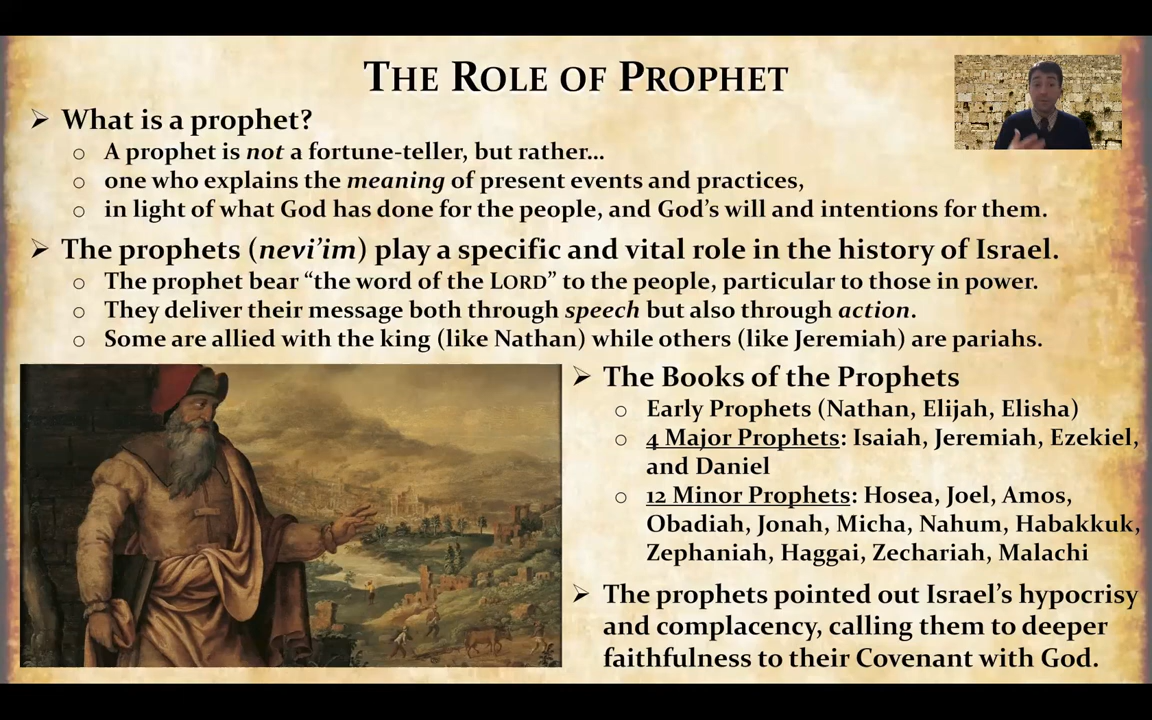 THE ROLE OF PROPHET
➢ What is a prophet?
○ A prophet is not a fortune-teller, but rather...
○ one who explains the meaning of present events and practices,
○ in light of what God has done for the people, and God's will and intentions for them.
➢ The prophets (nevi'im) play a specific and vital role in the history of Israel.
○ The prophet bear “the word of the LORD” to the people, particular to those in power.
○ They deliver their message both through speech but also through action.
○ Some are allied with the king (like Nathan) while others (like Jeremiah) are pariahs.
➢ The Books of the Prophets
○ Early Prophets (Nathan, Elijah, Elisha)
○ 4 Major Prophets: Isaiah, Jeremiah, Ezekiel,
and Daniel
○ 12 Minor Prophets: Hosea, Joel, Amos,
Obadiah, Jonah, Micha, Nahum, Habakkuk,
Zephaniah, Haggai, Zechariah, Malachi
➢ The prophets pointed out Israel's hypocrisy
and complacency, calling them to deeper
faithfulness to their Covenant with God.